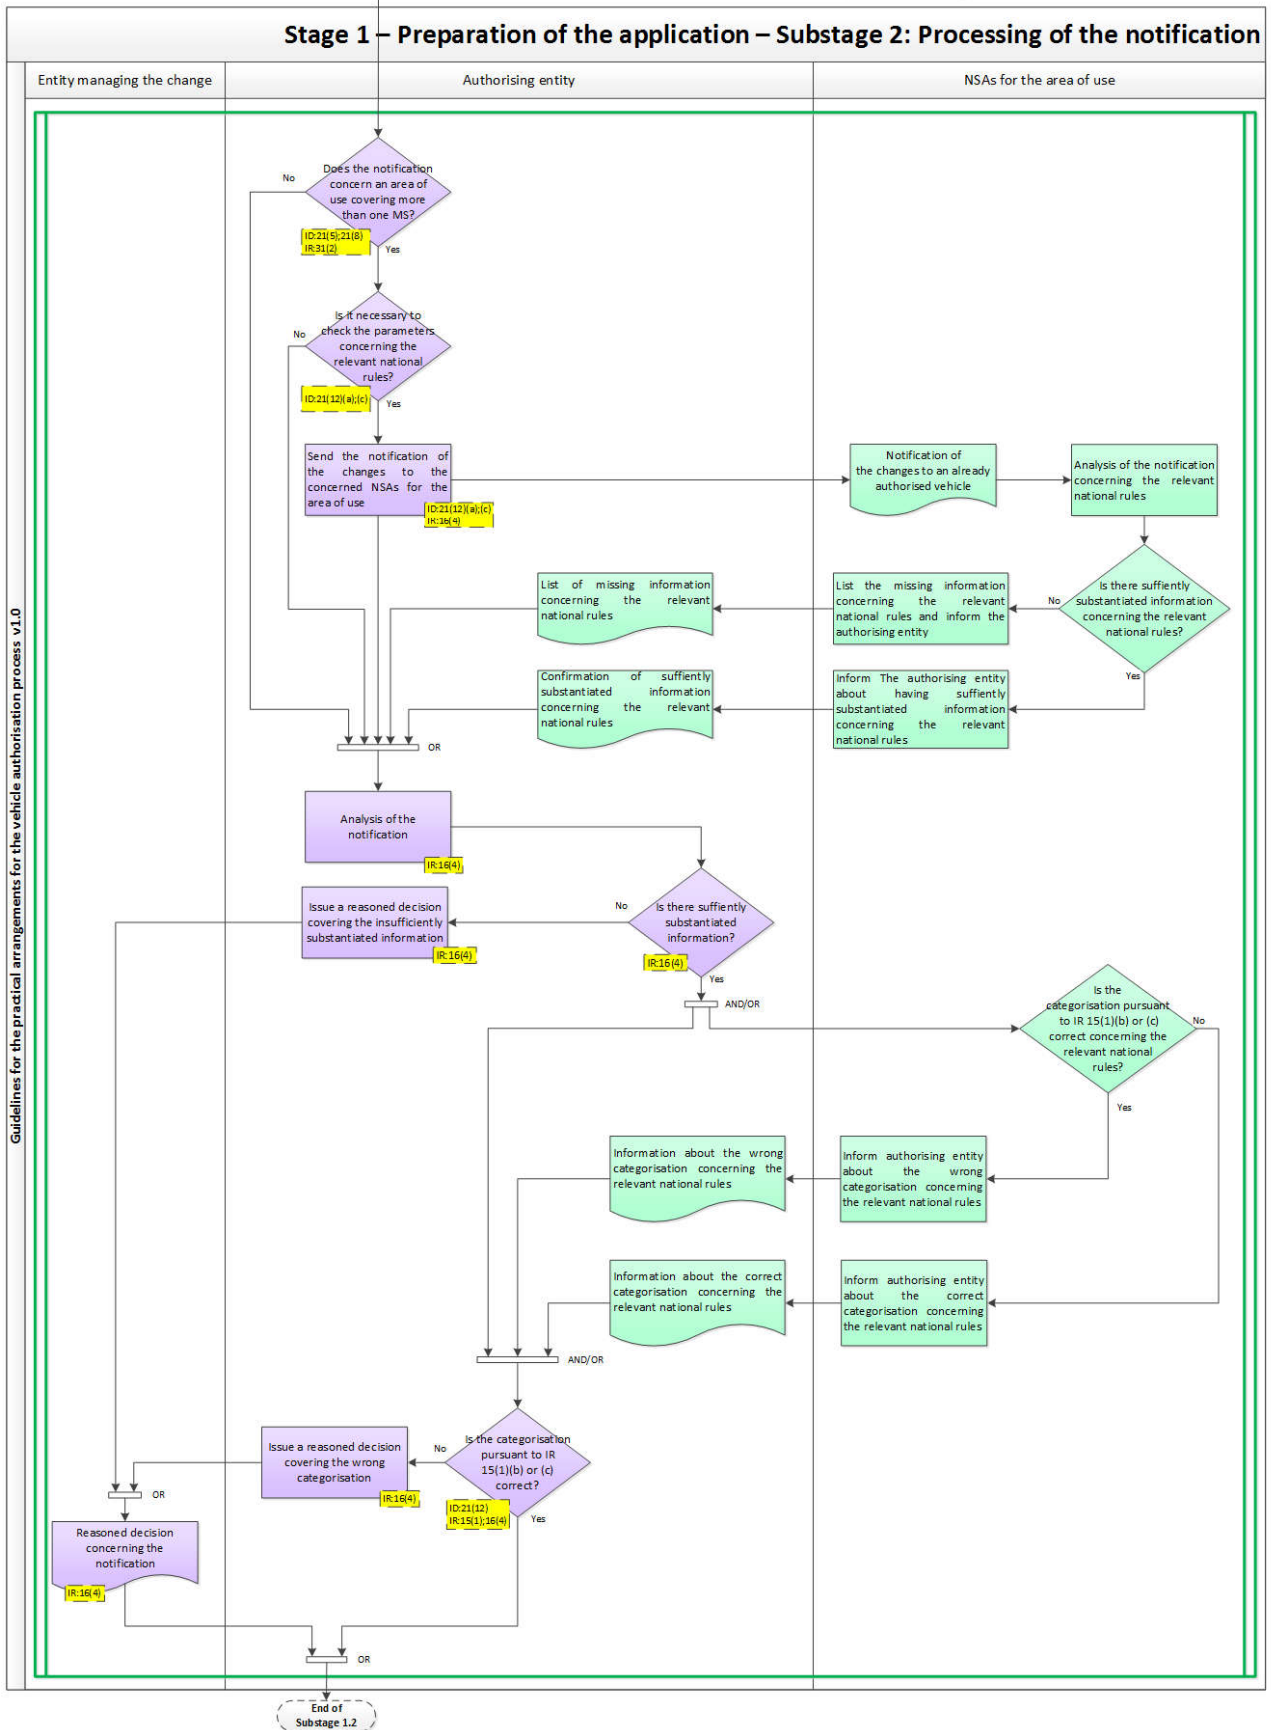 Stage 1 – Preparation of the application – Substage 2: Processing of the notification
Entity managing the change
Authorising entity
NSAs for the area of use
Guidelines for the practical arrangements for the vehicle authorisation process v1.0
Does the notification
concern an area of
use covering more
than one MS?
No
ID:21(5);21(8)
IR:31(2)
Yes
Is it necessary to
check the parameters
concerning the
relevant national
rules?
No
ID:21(12)(a);(c)
Yes
Send the notification of
the changes to the
concerned NSAs for the
area of use
ID:21(12)(a);(c)
IR:16(4)
Notification of
the changes to an already
authorised vehicle
Analysis of the notification
concerning the relevant
national rules
Is there suffiently
substantiated information
concerning the relevant
national rules?
No
Yes
List the missing information
concerning the relevant
national rules and inform the
authorising entity
List of missing information
concerning the relevant
national rules
Inform The authorising entity
about having suffiently
substantiated information
concerning the relevant
national rules
Confirmation of suffiently
substantiated information
concerning the relevant
national rules
OR
Analysis of the
notification
IR:16(4)
Is there suffiently
substantiated
information?
No
IR:16(4)
Yes
Issue a reasoned decision
covering the insufficiently
substantiated information
IR:16(4)
AND/OR
Is the
categorisation pursuant
to IR 15(1)(b) or (c)
correct concerning the
relevant national
rules?
No
Yes
Inform authorising entity
about the wrong
categorisation concerning
the relevant national rules
Information about the wrong
categorisation concerning the
relevant national rules
Inform authorising entity
about the correct
categorisation concerning
the relevant national rules
Information about the correct
categorisation concerning the
relevant national rules
AND/OR
Is the categorisation
pursuant to IR
15(1)(b) or (c)
correct?
No
ID:21(12)
IR:15(1);16(4)
Yes
Issue a reasoned decision
covering the wrong
categorisation
IR:16(4)
OR
Reasoned decision
concerning the
notification
IR:16(4)
OR
End of
Substage 1.2